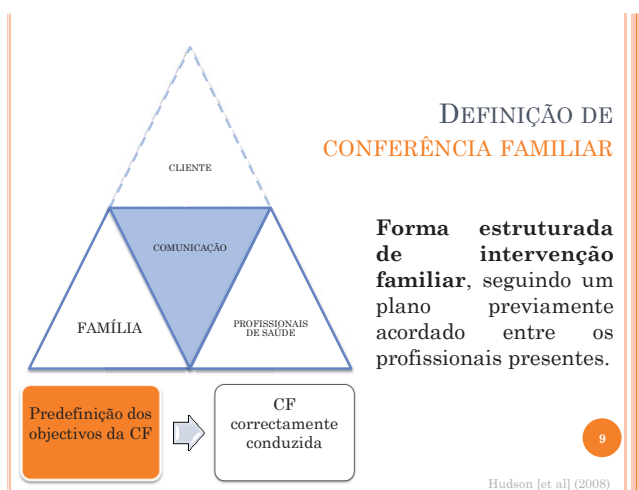 DEFINIÇÃO DE
CONFERÊNCIA FAMILIAR
CLIENTE
COMUNICAÇÃO
FAMÍLIA
PROFISSIONAIS
DE SAÚDE
Forma estruturada
de intervenção
familiar, seguindo um
plano previamente
acordado entre os
profissionais presentes.
Predefinição dos
objectivos da CF
CF
correctamente
conduzida
9
Hudson [et al] (2008)